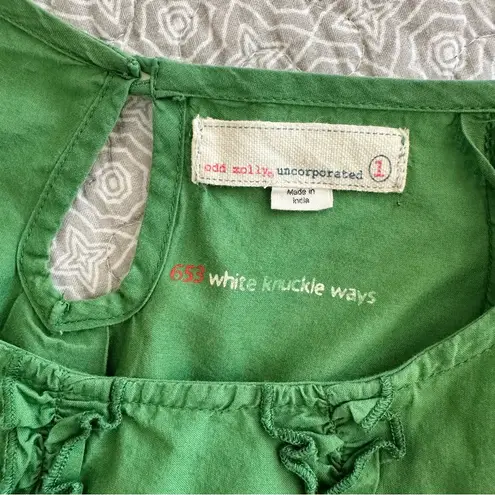 odd molly® uncorporated 1
Made in
India
653 white knuckle ways